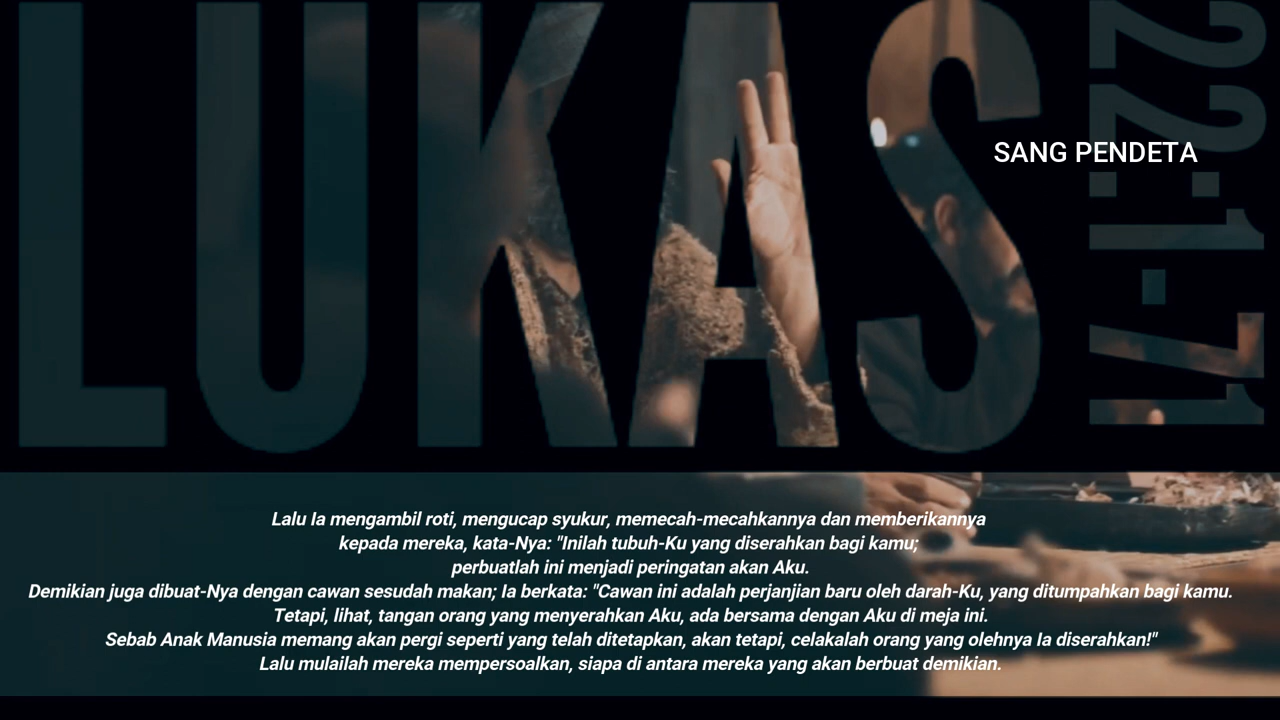 LUKAS
22:1-71
SANG PENDETA
Lalu Ia mengambil roti, mengucap syukur, memecah-mecahkannya dan memberikannya
kepada mereka, kata-Nya: "Inilah tubuh-Ku yang diserahkan bagi kamu;
perbuatlah ini menjadi peringatan akan Aku.
Demikian juga dibuat-Nya dengan cawan sesudah makan; Ia berkata: "Cawan ini adalah perjanjian baru oleh darah-Ku, yang ditumpahkan bagi kamu.
Tetapi, lihat, tangan orang yang menyerahkan Aku, ada bersama dengan Aku di meja ini.
Sebab Anak Manusia memang akan pergi seperti yang telah ditetapkan, akan tetapi, celakalah orang yang olehnya Ia diserahkan!"
Lalu mulailah mereka mempersoalkan, siapa di antara mereka yang akan berbuat demikian.